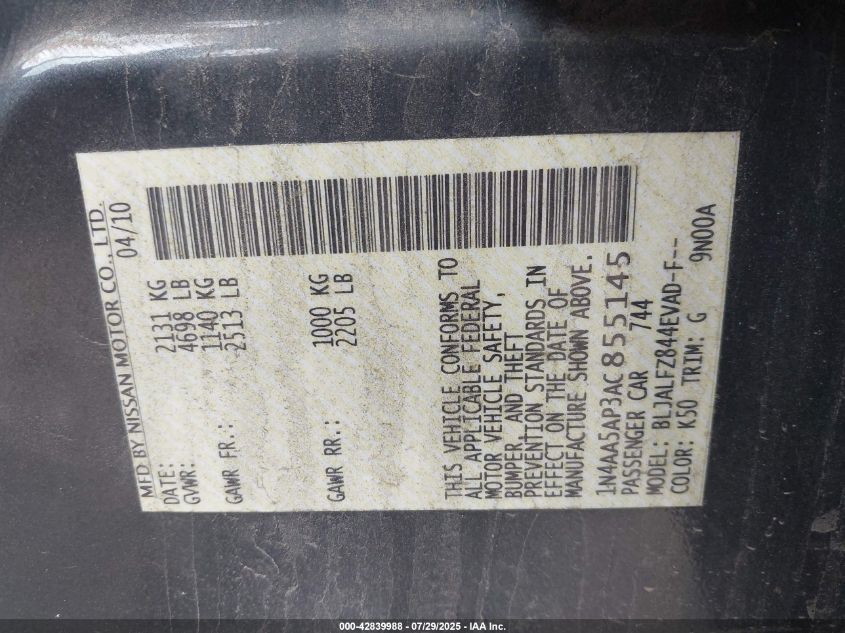 MFD BY NISSAN MOTOR CO., LTD.
DATE: 04/10
GVWR: 2131 KG
4698 LB
GAWR FR.: 1140 KG
2513 LB
GAWR RR.: 1000 KG
2205 LB
THIS VEHICLE CONFORMS TO
ALL APPLICABLE FEDERAL
MOTOR VEHICLE SAFETY,
BUMPER, AND THEFT
PREVENTION STANDARDS IN
EFFECT ON THE DATE OF
MANUFACTURE SHOWN ABOVE.
1N4AA5AP3AC855145
PASSENGER CAR 744
MODEL: BLJALFZ844EVAD-F--
COLOR: K50 TRIM: G 9N00A
000-42839988 - 07/29/2025 - IAA Inc.